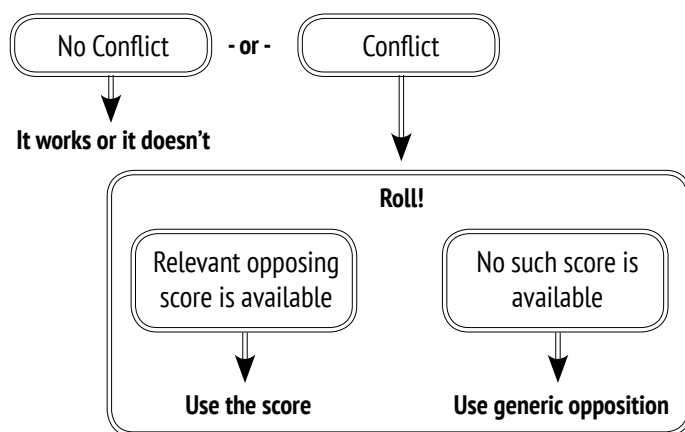 No Conflict
- or -
Conflict
It works or it doesn’t
Roll!
Relevant opposing
score is available
No such score is
available
Use the score
Use generic opposition